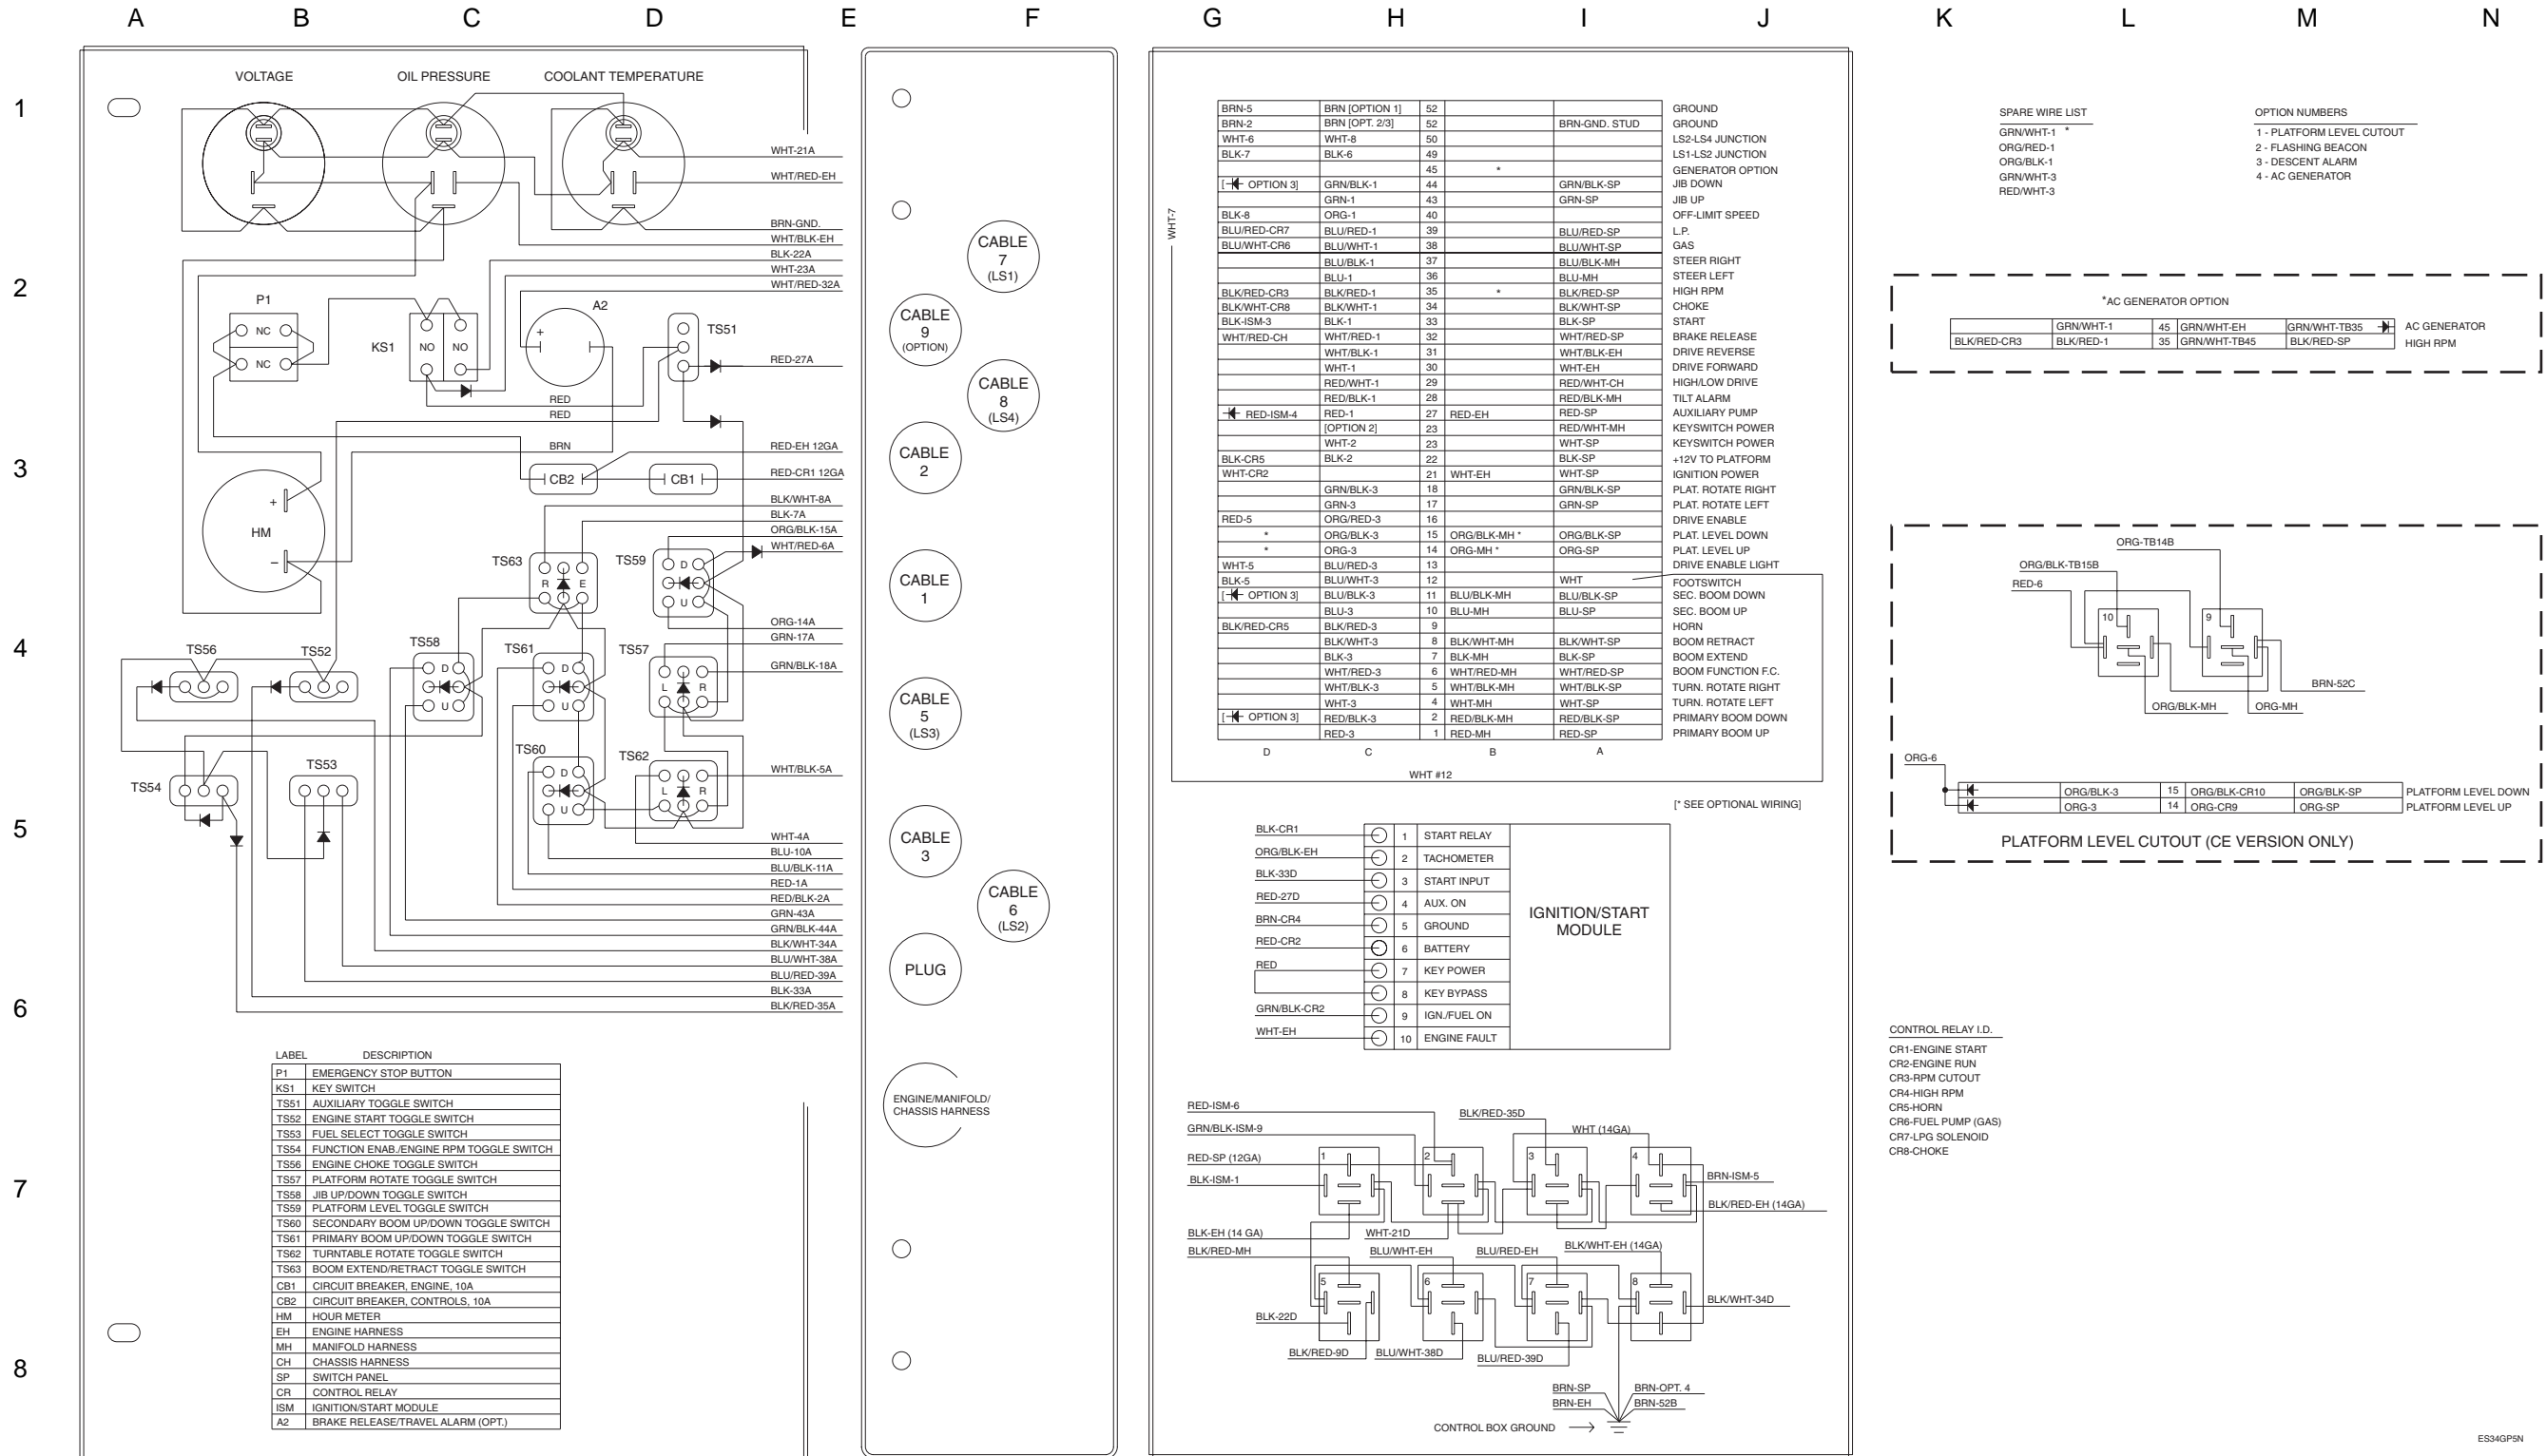 A B C D E F G H I J K L M N
1
2
3
4
5
6
7
8
VOLTAGE OIL PRESSURE COOLANT TEMPERATURE
WHT-21A
WHT/RED-EH
BRN-GND.
WHT/BLK-EH
BLK-22A
WHT-23A
WHT/RED-32A
P1
NC
NC
KS1
NO NO
A2
+
TS51
RED-27A
RED
RED
BRN
RED-EH 12GA
RED-CR1 12GA
CB2
CB1
BLK/WHT-8A
BLK-7A
ORG/BLK-15A
WHT/RED-6A
+
HM
–
TS63
R E
TS59
D
U
ORG-14A
GRN-17A
GRN/BLK-18A
TS56
TS52
TS58
D
U
TS61
D
U
TS57
L R
TS54
TS53
TS60
D
U
TS62
L R
WHT/BLK-5A
WHT-4A
BLU-10A
BLU/BLK-11A
RED-1A
RED/BLK-2A
GRN-43A
GRN/BLK-44A
BLK/WHT-34A
BLU/WHT-38A
BLU/RED-39A
BLK-33A
BLK/RED-35A
LABEL DESCRIPTION
P1 EMERGENCY STOP BUTTON
KS1 KEY SWITCH
TS51 AUXILIARY TOGGLE SWITCH
TS52 ENGINE START TOGGLE SWITCH
TS53 FUEL SELECT TOGGLE SWITCH
TS54 FUNCTION ENAB./ENGINE RPM TOGGLE SWITCH
TS56 ENGINE CHOKE TOGGLE SWITCH
TS57 PLATFORM ROTATE TOGGLE SWITCH
TS58 JIB UP/DOWN TOGGLE SWITCH
TS59 PLATFORM LEVEL TOGGLE SWITCH
TS60 SECONDARY BOOM UP/DOWN TOGGLE SWITCH
TS61 PRIMARY BOOM UP/DOWN TOGGLE SWITCH
TS62 TURNTABLE ROTATE TOGGLE SWITCH
TS63 BOOM EXTEND/RETRACT TOGGLE SWITCH
CB1 CIRCUIT BREAKER, ENGINE, 10A
CB2 CIRCUIT BREAKER, CONTROLS, 10A
HM HOUR METER
EH ENGINE HARNESS
MH MANIFOLD HARNESS
CH CHASSIS HARNESS
SP SWITCH PANEL
CR CONTROL RELAY
ISM IGNITION/START MODULE
A2 BRAKE RELEASE/TRAVEL ALARM (OPT.)
CABLE
7
(LS1)
CABLE
9
(OPTION)
CABLE
8
(LS4)
CABLE
2
CABLE
1
CABLE
5
(LS3)
CABLE
3
CABLE
6
(LS2)
PLUG
ENGINE/MANIFOLD/
CHASSIS HARNESS
WHT-7
BRN-5 BRN [OPTION 1] 52 GROUND
BRN-2 BRN [OPT. 2/3] 52 BRN-GND. STUD GROUND
WHT-6 WHT-8 50 LS2-LS4 JUNCTION
BLK-7 BLK-6 49 LS1-LS2 JUNCTION
45 * GENERATOR OPTION
[ OPTION 3] GRN/BLK-1 44 GRN/BLK-SP JIB DOWN
GRN-1 43 GRN-SP JIB UP
BLK-8 ORG-1 40 OFF-LIMIT SPEED
BLU/RED-CR7 BLU/RED-1 39 BLU/RED-SP L.P.
BLU/WHT-CR6 BLU/WHT-1 38 BLU/WHT-SP GAS
BLU/BLK-1 37 BLU/BLK-MH STEER RIGHT
BLU-1 36 BLU-MH STEER LEFT
BLK/RED-CR3 BLK/RED-1 35 * BLK/RED-SP HIGH RPM
BLK/WHT-CR8 BLK/WHT-1 34 BLK/WHT-SP CHOKE
BLK-ISM-3 BLK-1 33 BLK-SP START
WHT/RED-CH WHT/RED-1 32 WHT/RED-SP BRAKE RELEASE
WHT/BLK-1 31 WHT/BLK-EH DRIVE REVERSE
WHT-1 30 WHT-EH DRIVE FORWARD
RED/WHT-1 29 RED/WHT-CH HIGH/LOW DRIVE
RED/BLK-1 28 RED/BLK-MH TILT ALARM
RED-ISM-4 RED-1 27 RED-EH RED-SP AUXILIARY PUMP
[OPTION 2] 23 RED/WHT-MH KEYSWITCH POWER
WHT-2 23 WHT-SP KEYSWITCH POWER
BLK-CR5 BLK-2 22 BLK-SP +12V TO PLATFORM
WHT-CR2 21 WHT-EH WHT-SP IGNITION POWER
GRN/BLK-3 18 GRN/BLK-SP PLAT. ROTATE RIGHT
GRN-3 17 GRN-SP PLAT. ROTATE LEFT
RED-5 ORG/RED-3 16 DRIVE ENABLE
* ORG/BLK-3 15 ORG/BLK-MH * ORG/BLK-SP PLAT. LEVEL DOWN
* ORG-3 14 ORG-MH * ORG-SP PLAT. LEVEL UP
WHT-5 BLU/RED-3 13 DRIVE ENABLE LIGHT
BLK-5 BLU/WHT-3 12 WHT FOOTSWITCH
[ OPTION 3] BLU/BLK-3 11 BLU/BLK-MH BLU/BLK-SP SEC. BOOM DOWN
BLU-3 10 BLU-MH BLU-SP SEC. BOOM UP
BLK/RED-CR5 BLK/RED-3 9 HORN
BLK/WHT-3 8 BLK/WHT-MH BLK/WHT-SP BOOM RETRACT
BLK-3 7 BLK-MH BLK-SP BOOM EXTEND
WHT/RED-3 6 WHT/RED-MH WHT/RED-SP BOOM FUNCTION F.C.
WHT/BLK-3 5 WHT/BLK-MH WHT/BLK-SP TURN. ROTATE RIGHT
WHT-3 4 WHT-MH WHT-SP TURN. ROTATE LEFT
[ OPTION 3] RED/BLK-3 2 RED/BLK-MH RED/BLK-SP PRIMARY BOOM DOWN
RED-3 1 RED-MH RED-SP PRIMARY BOOM UP
D C B A
WHT #12
[* SEE OPTIONAL WIRING]
BLK-CR1 1 START RELAY
ORG/BLK-EH 2 TACHOMETER
BLK-33D 3 START INPUT
RED-27D 4 AUX. ON
BRN-CR4 5 GROUND
RED-CR2 6 BATTERY
RED 7 KEY POWER
8 KEY BYPASS
GRN/BLK-CR2 9 IGN./FUEL ON
WHT-EH 10 ENGINE FAULT
IGNITION/START
MODULE
RED-ISM-6
GRN/BLK-ISM-9
RED-SP (12GA)
BLK-ISM-1
BLK/RED-35D
WHT (14GA)
1 2 3 4
BRN-ISM-5
BLK/RED-EH (14GA)
BLK-EH (14 GA)
WHT-21D
BLK/RED-MH
BLU/WHT-EH
BLU/RED-EH
BLK/WHT-EH (14GA)
5 6 7 8
BLK-22D
BLK/WHT-34D
BLK/RED-9D
BLU/WHT-38D
BLU/RED-39D
BRN-SP BRN-OPT. 4
BRN-EH BRN-52B
CONTROL BOX GROUND
SPARE WIRE LIST
GRN/WHT-1 *
ORG/RED-1
ORG/BLK-1
GRN/WHT-3
RED/WHT-3
OPTION NUMBERS
1 - PLATFORM LEVEL CUTOUT
2 - FLASHING BEACON
3 - DESCENT ALARM
4 - AC GENERATOR
*AC GENERATOR OPTION
GRN/WHT-1 45 GRN/WHT-EH GRN/WHT-TB35 AC GENERATOR
BLK/RED-CR3 BLK/RED-1 35 GRN/WHT-TB45 BLK/RED-SP HIGH RPM
ORG-TB14B
ORG/BLK-TB15B
RED-6
10 9
BRN-52C
ORG/BLK-MH ORG-MH
ORG-6
ORG/BLK-3 15 ORG/BLK-CR10 ORG/BLK-SP PLATFORM LEVEL DOWN
ORG-3 14 ORG-CR9 ORG-SP PLATFORM LEVEL UP
PLATFORM LEVEL CUTOUT (CE VERSION ONLY)
CONTROL RELAY I.D.
CR1-ENGINE START
CR2-ENGINE RUN
CR3-RPM CUTOUT
CR4-HIGH RPM
CR5-HORN
CR6-FUEL PUMP (GAS)
CR7-LPG SOLENOID
CR8-CHOKE
ES34GP5N